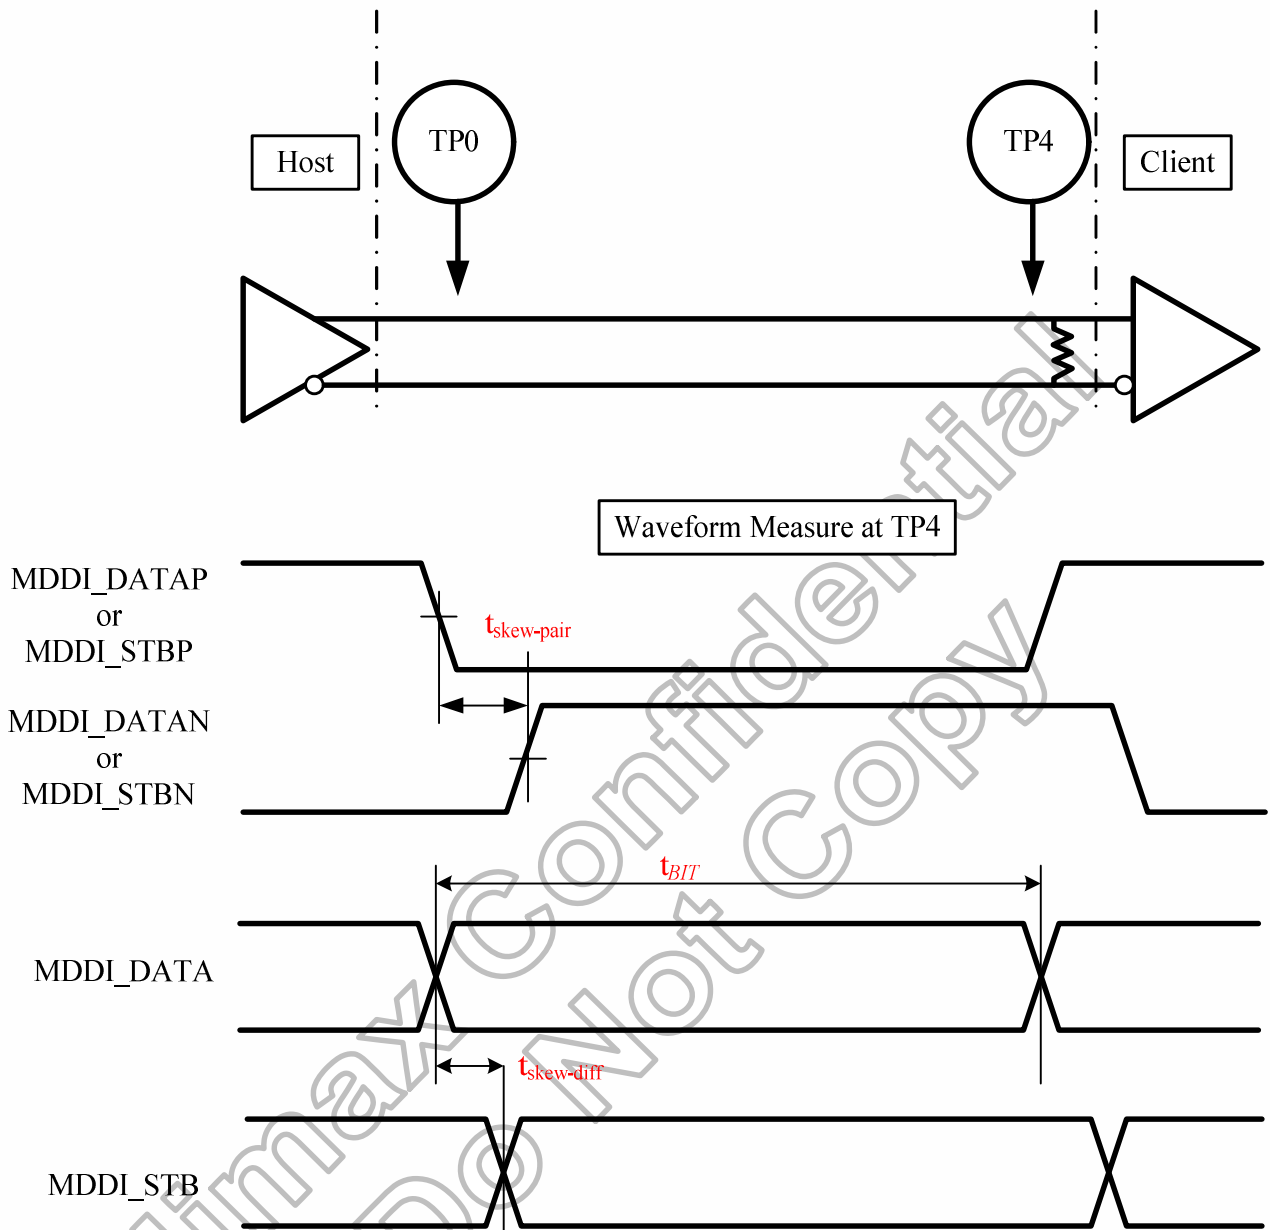 TP0
TP4
Host
Client
Waveform Measure at TP4
MDDI_DATAP
or
MDDI_STBP
tskew-pair
MDDI_DATAN
or
MDDI_STBN
tBIT
MDDI_DATA
tskew-diff
MDDI_STB
imax Confidential
Do Not Copy